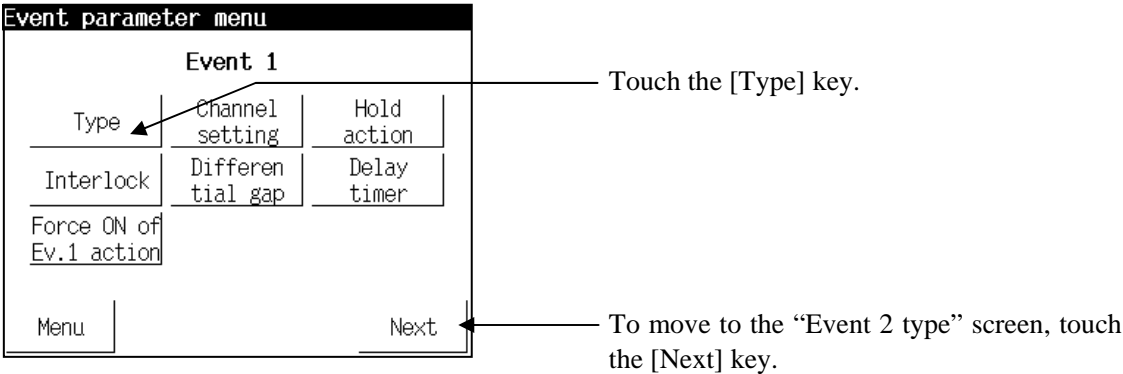 Event parameter menu
Event 1
Touch the [Type] key.
Type
Channel
setting
Hold
action
Interlock
Differen
tial gap
Delay
timer
Force ON of
Ev.1 action
Menu
Next
To move to the “Event 2 type” screen, touch
the [Next] key.